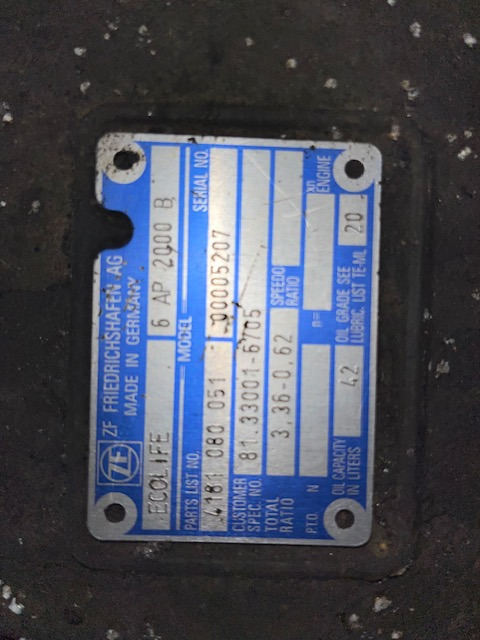 ZF FRIEDRICHSHAFEN AG
MADE IN GERMANY
ECOLIFE 6 AP 2000 B
MODEL
PARTS LIST NO. SERIAL NO.
4181 080 051 00005207
CUSTOMER SPEC. NO. 81.33001-6705
TOTAL RATIO 3,36-0,62 SPEEDO RATIO
P.T.O. N n= ENGINE
OIL CAPACITY IN LITERS 42 OIL GRADE SEE LUBRIC. LIST TE-ML 20